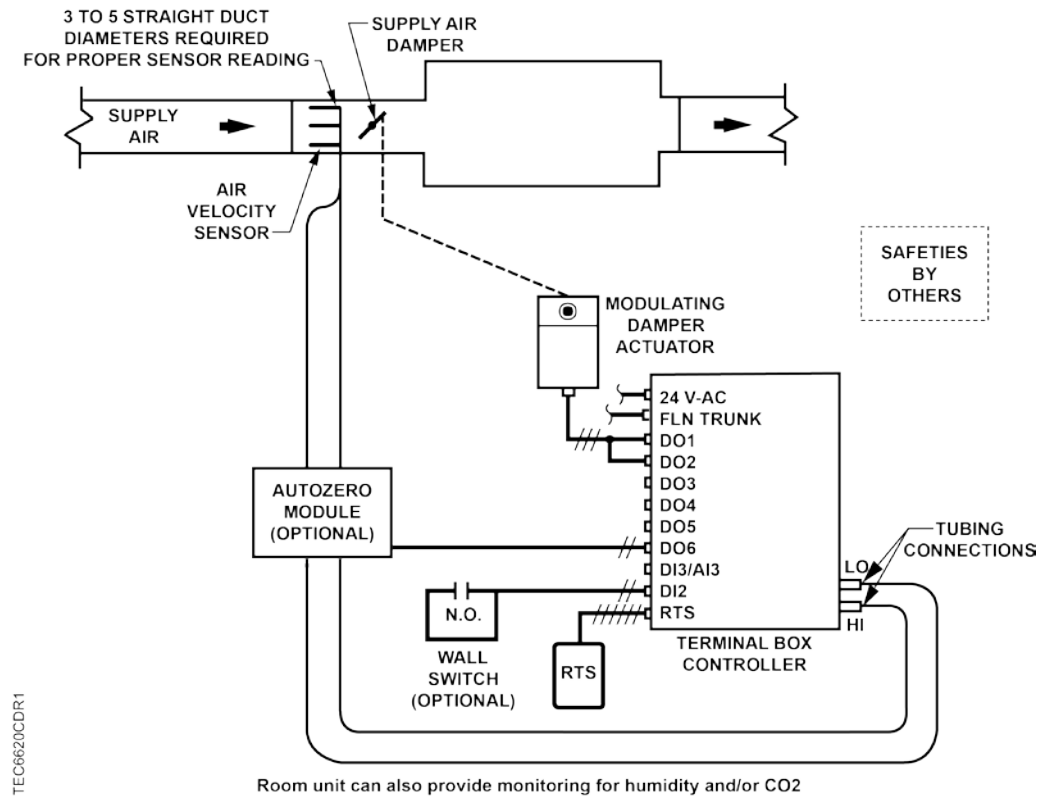 3 TO 5 STRAIGHT DUCT
DIAMETERS REQUIRED
FOR PROPER SENSOR READING
SUPPLY AIR
DAMPER
SUPPLY
AIR
AIR
VELOCITY
SENSOR
SAFETIES
BY
OTHERS
MODULATING
DAMPER
ACTUATOR
24 V-AC
FLN TRUNK
DO1
DO2
DO3
DO4
DO5
DO6
DI3/AI3
DI2
RTS
AUTOZERO
MODULE
(OPTIONAL)
TUBING
CONNECTIONS
LO
HI
N.O.
WALL
SWITCH
(OPTIONAL)
RTS
TERMINAL BOX
CONTROLLER
TEC6620CDR1
Room unit can also provide monitoring for humidity and/or CO2